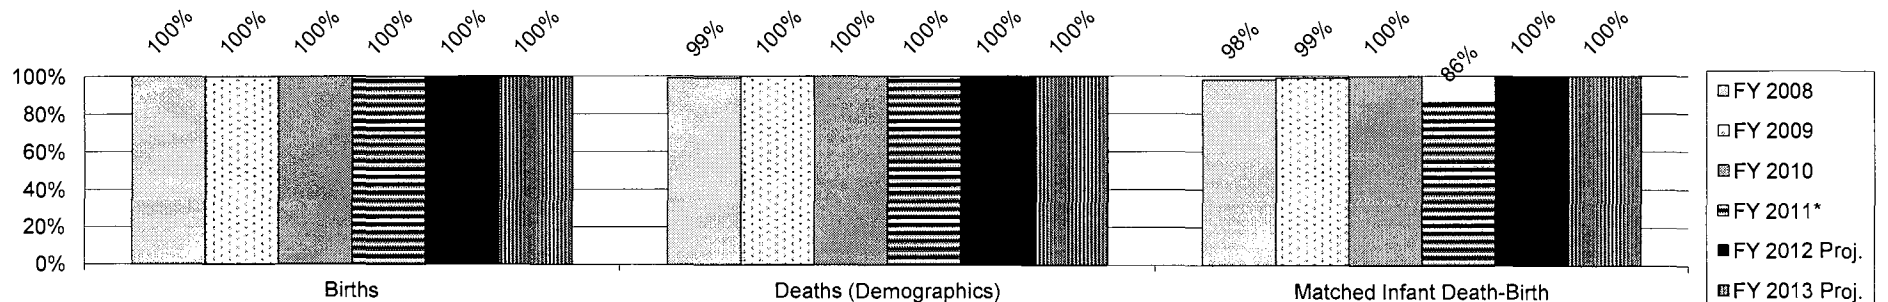 100% 100% 100% 100% 100% 100% 99% 100% 100% 100% 100% 100% 98% 99% 100% 86% 100% 100%
100%
80%
60%
40%
20%
0%
Births Deaths (Demographics) Matched Infant Death-Birth
FY 2008
FY 2009
FY 2010
FY 2011*
FY 2012 Proj.
FY 2013 Proj.